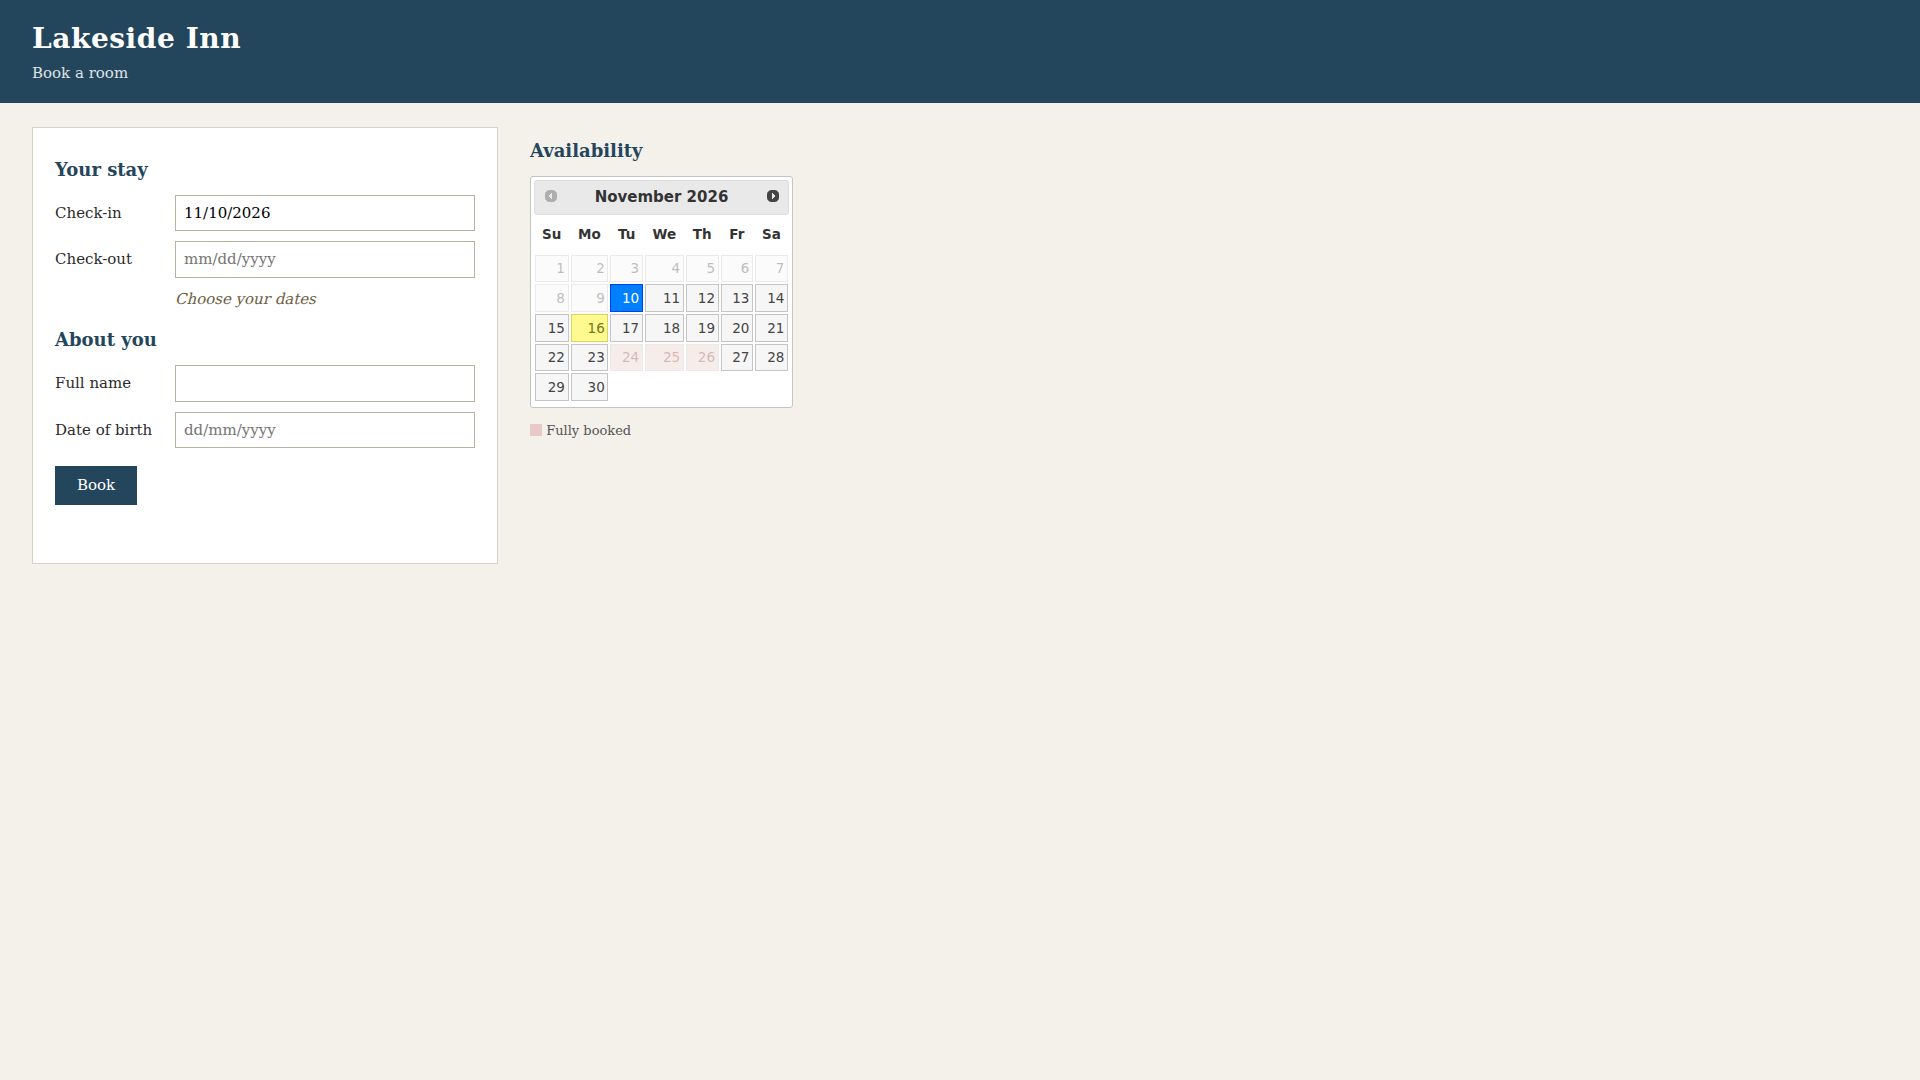 Lakeside Inn
Book a room
Your stay
Check-in 11/10/2026
Check-out mm/dd/yyyy
Choose your dates
About you
Full name
Date of birth dd/mm/yyyy
Book
Availability
November 2026
Su Mo Tu We Th Fr Sa
1 2 3 4 5 6 7
8 9 10 11 12 13 14
15 16 17 18 19 20 21
22 23 24 25 26 27 28
29 30
Fully booked